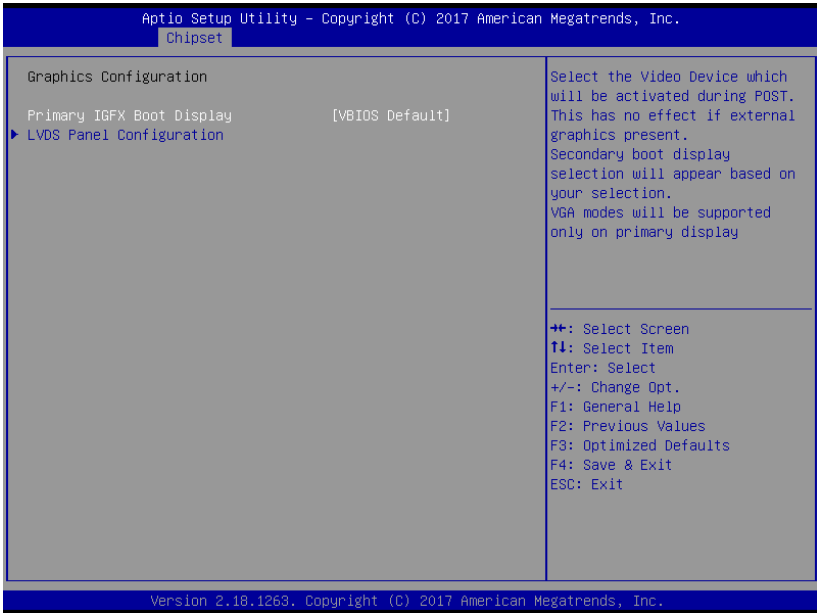 Aptio Setup Utility – Copyright (C) 2017 American Megatrends, Inc.
Chipset
Graphics Configuration
Primary IGFX Boot Display [VBIOS Default]
LVDS Panel Configuration
Select the Video Device which
will be activated during POST.
This has no effect if external
graphics present.
Secondary boot display
selection will appear based on
your selection.
VGA modes will be supported
only on primary display
→←: Select Screen
↑↓: Select Item
Enter: Select
+/-: Change Opt.
F1: General Help
F2: Previous Values
F3: Optimized Defaults
F4: Save & Exit
ESC: Exit
Version 2.18.1263. Copyright (C) 2017 American Megatrends, Inc.